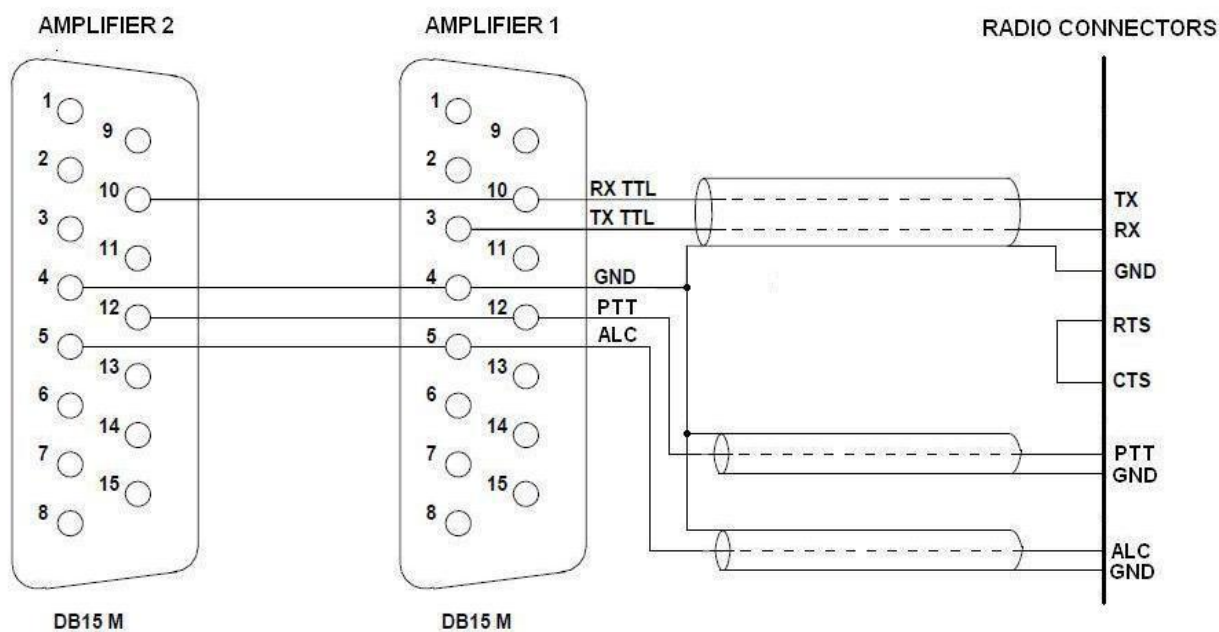 AMPLIFIER 2
AMPLIFIER 1
RADIO CONNECTORS
1
9
2
10
3
11
4
12
5
13
6
14
7
15
8
1
9
2
10
3
11
4
12
5
13
6
14
7
15
8
RX TTL
TX TTL
GND
PTT
ALC
TX
RX
GND
RTS
CTS
PTT
GND
ALC
GND
DB15 M
DB15 M